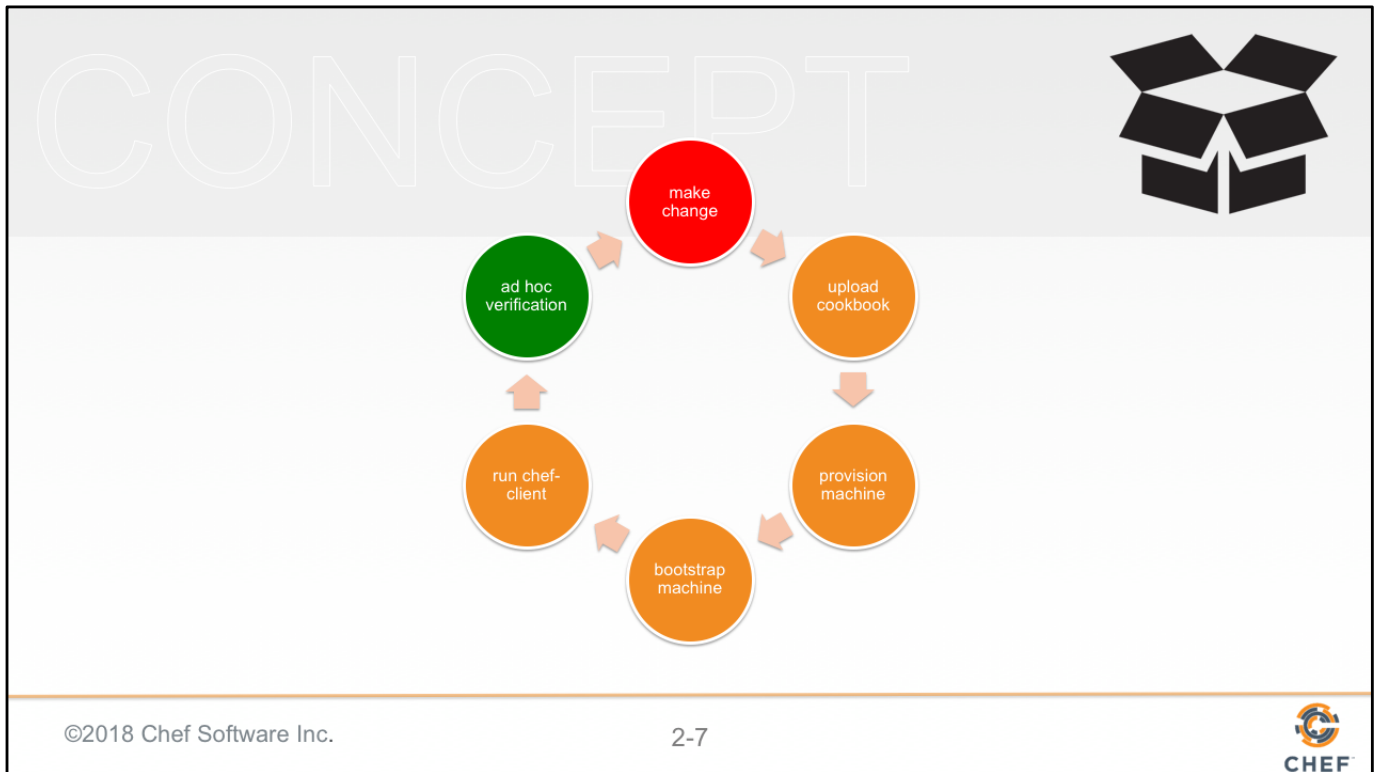 CONCEPT
make
change
upload
cookbook
provision
machine
bootstrap
machine
run chef-
client
ad hoc
verification
©2018 Chef Software Inc.
2-7
CHEF